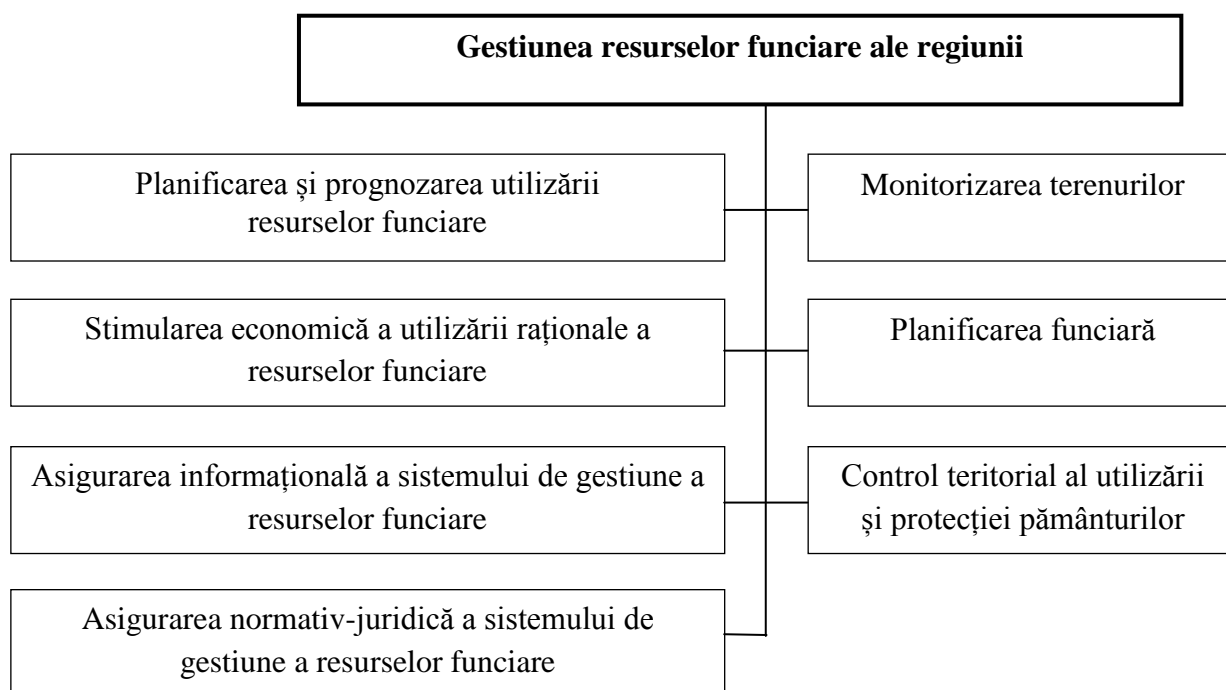 Gestiunea resurselor funciare ale regiunii
Planificarea și prognozarea utilizării
resurselor funciare
Monitorizarea terenurilor
Stimularea economică a utilizării raționale a
resurselor funciare
Planificarea funciară
Asigurarea informațională a sistemului de gestiune a
resurselor funciare
Control teritorial al utilizării
și protecției pământurilor
Asigurarea normativ-juridică a sistemului de
gestiune a resurselor funciare